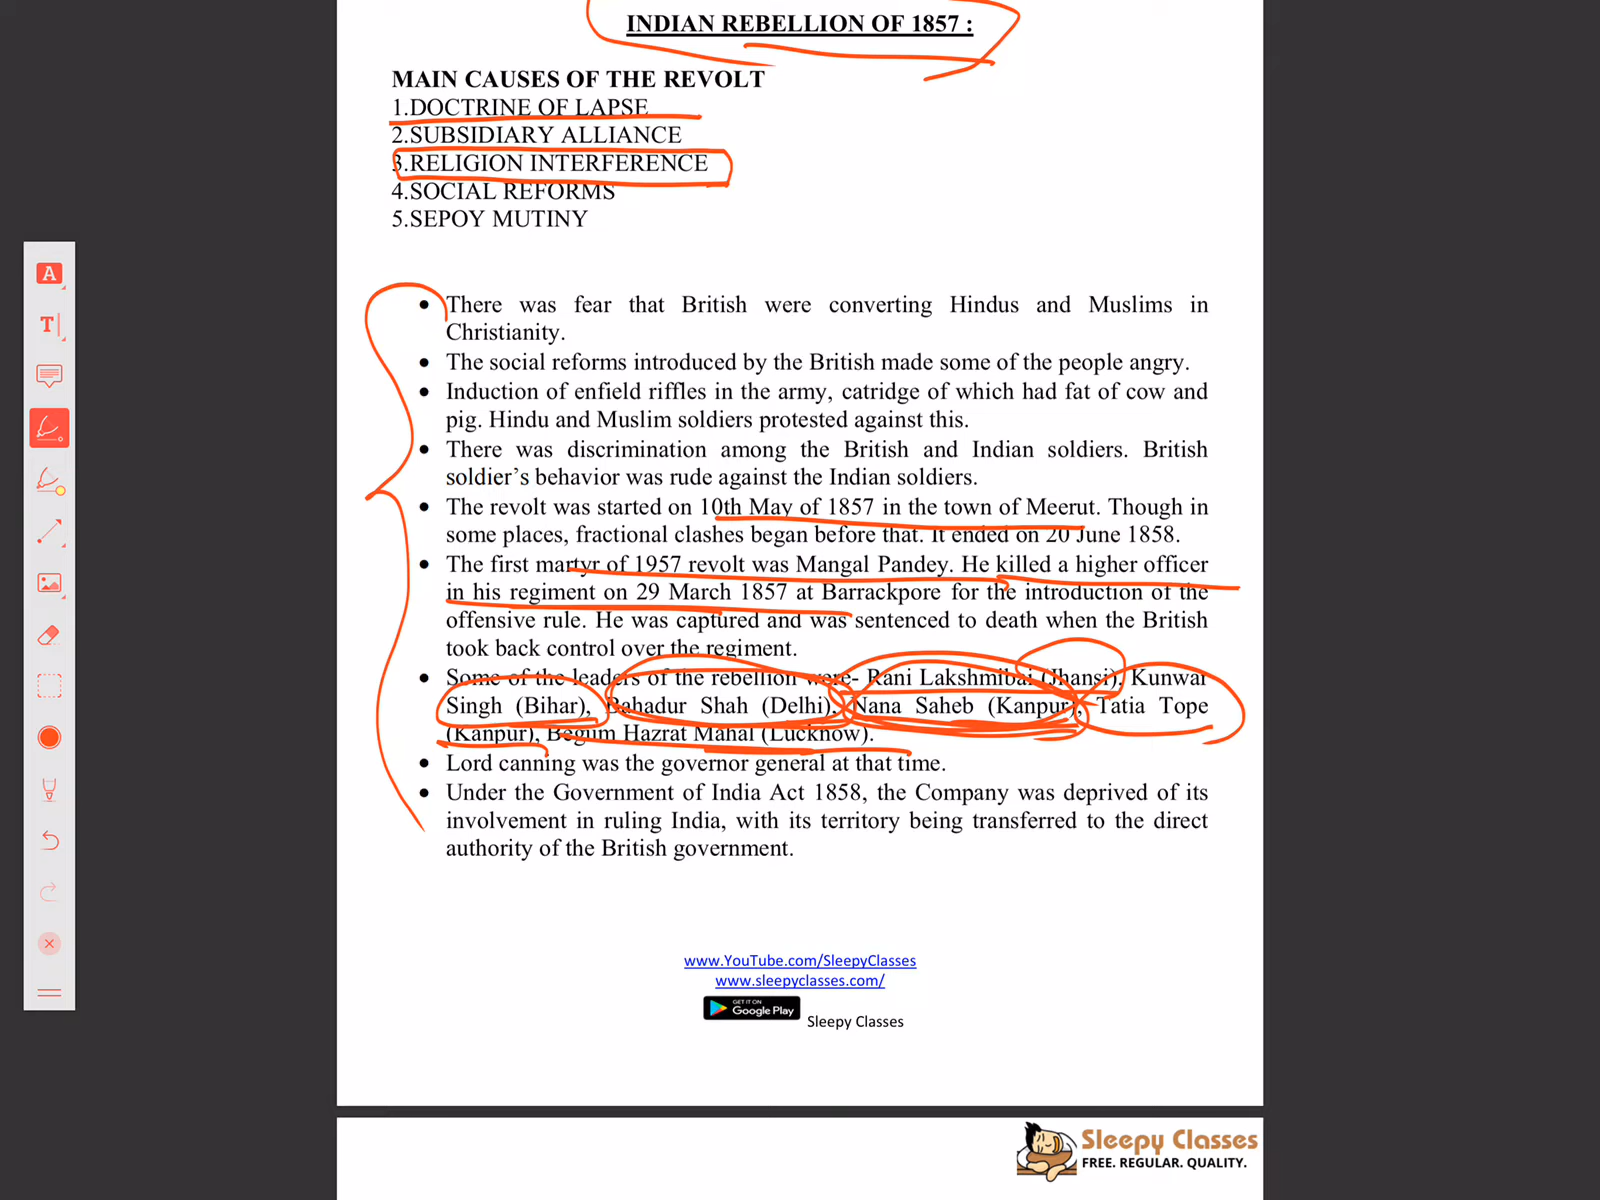 INDIAN REBELLION OF 1857 :
MAIN CAUSES OF THE REVOLT
1.DOCTRINE OF LAPSE
2.SUBSIDIARY ALLIANCE
3.RELIGION INTERFERENCE
4.SOCIAL REFORMS
5.SEPOY MUTINY
• There was fear that British were converting Hindus and Muslims in
Christianity.
• The social reforms introduced by the British made some of the people angry.
• Induction of enfield riffles in the army, catridge of which had fat of cow and
pig. Hindu and Muslim soldiers protested against this.
• There was discrimination among the British and Indian soldiers. British
soldier’s behavior was rude against the Indian soldiers.
• The revolt was started on 10th May of 1857 in the town of Meerut. Though in
some places, fractional clashes began before that. It ended on 20 June 1858.
• The first martyr of 1957 revolt was Mangal Pandey. He killed a higher officer
in his regiment on 29 March 1857 at Barrackpore for the introduction of the
offensive rule. He was captured and was sentenced to death when the British
took back control over the regiment.
• Some of the leaders of the rebellion were- Rani Lakshmibai (Jhansi), Kunwar
Singh (Bihar), Bahadur Shah (Delhi), Nana Saheb (Kanpur), Tatia Tope
(Kanpur), Begum Hazrat Mahal (Lucknow).
• Lord canning was the governor general at that time.
• Under the Government of India Act 1858, the Company was deprived of its
involvement in ruling India, with its territory being transferred to the direct
authority of the British government.
www.YouTube.com/SleepyClasses
www.sleepyclasses.com/
GET IT ON
Google Play
Sleepy Classes
Sleepy Classes
FREE. REGULAR. QUALITY.
A
T